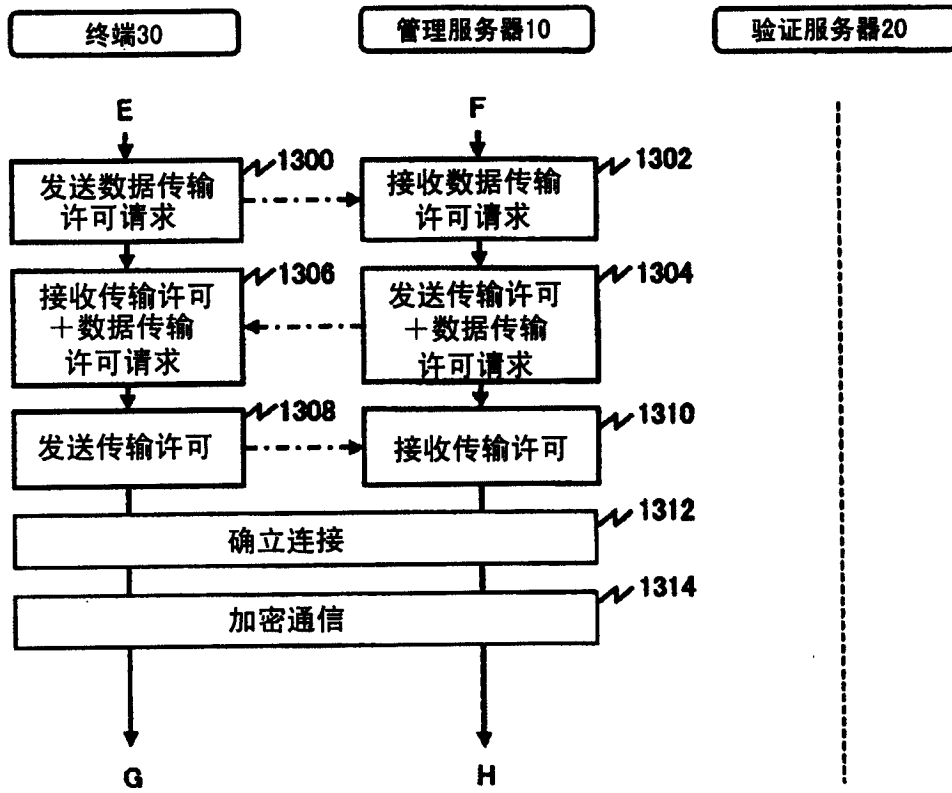 终端30
管理服务器10
验证服务器20
E
F
1300
1302
发送数据传输
许可请求
接收数据传输
许可请求
1306
1304
接收传输许可
+数据传输
许可请求
发送传输许可
+数据传输
许可请求
1308
1310
发送传输许可
接收传输许可
1312
确立连接
1314
加密通信
G
H